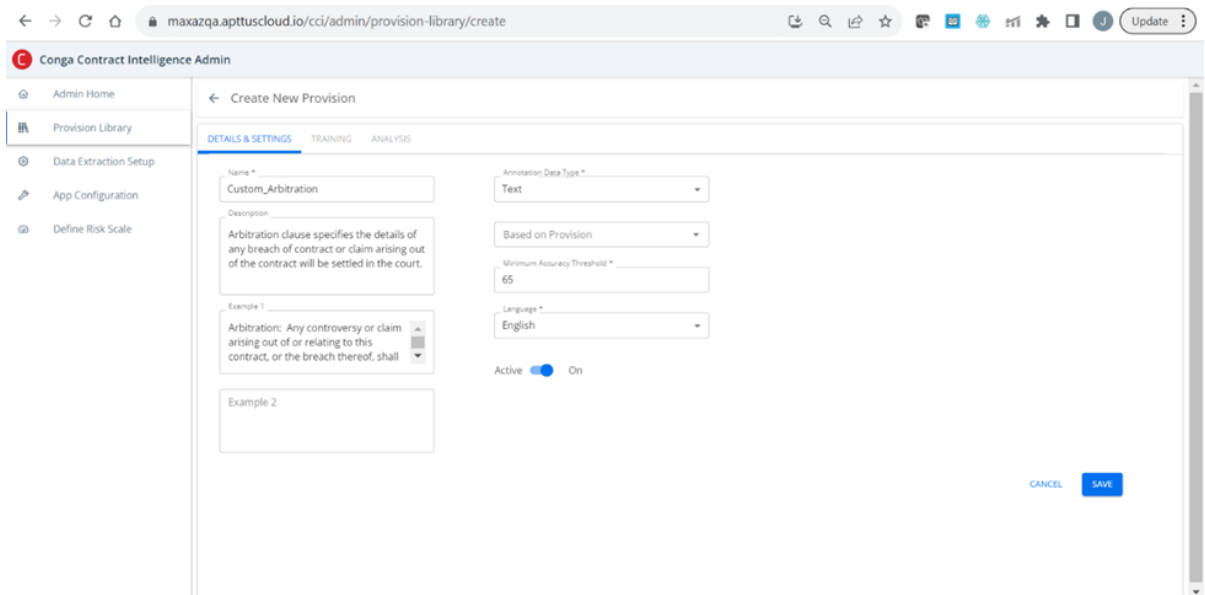 maxazqa.apttuscloud.io/cci/admin/provision-library/create
J
Update
C
Conga Contract Intelligence Admin
Admin Home
Provision Library
Data Extraction Setup
App Configuration
Define Risk Scale
Create New Provision
DETAILS & SETTINGS TRAINING ANALYSIS
Name *
Custom_Arbitration
Description
Arbitration clause specifies the details of
any breach of contract or claim arising out
of the contract will be settled in the court.
Example 1
Arbitration: Any controversy or claim
arising out of or relating to this
contract, or the breach thereof, shall
Example 2
Annotation Data Type *
Text
Based on Provision
Minimum Accuracy Threshold *
65
Language *
English
Active On
CANCEL SAVE